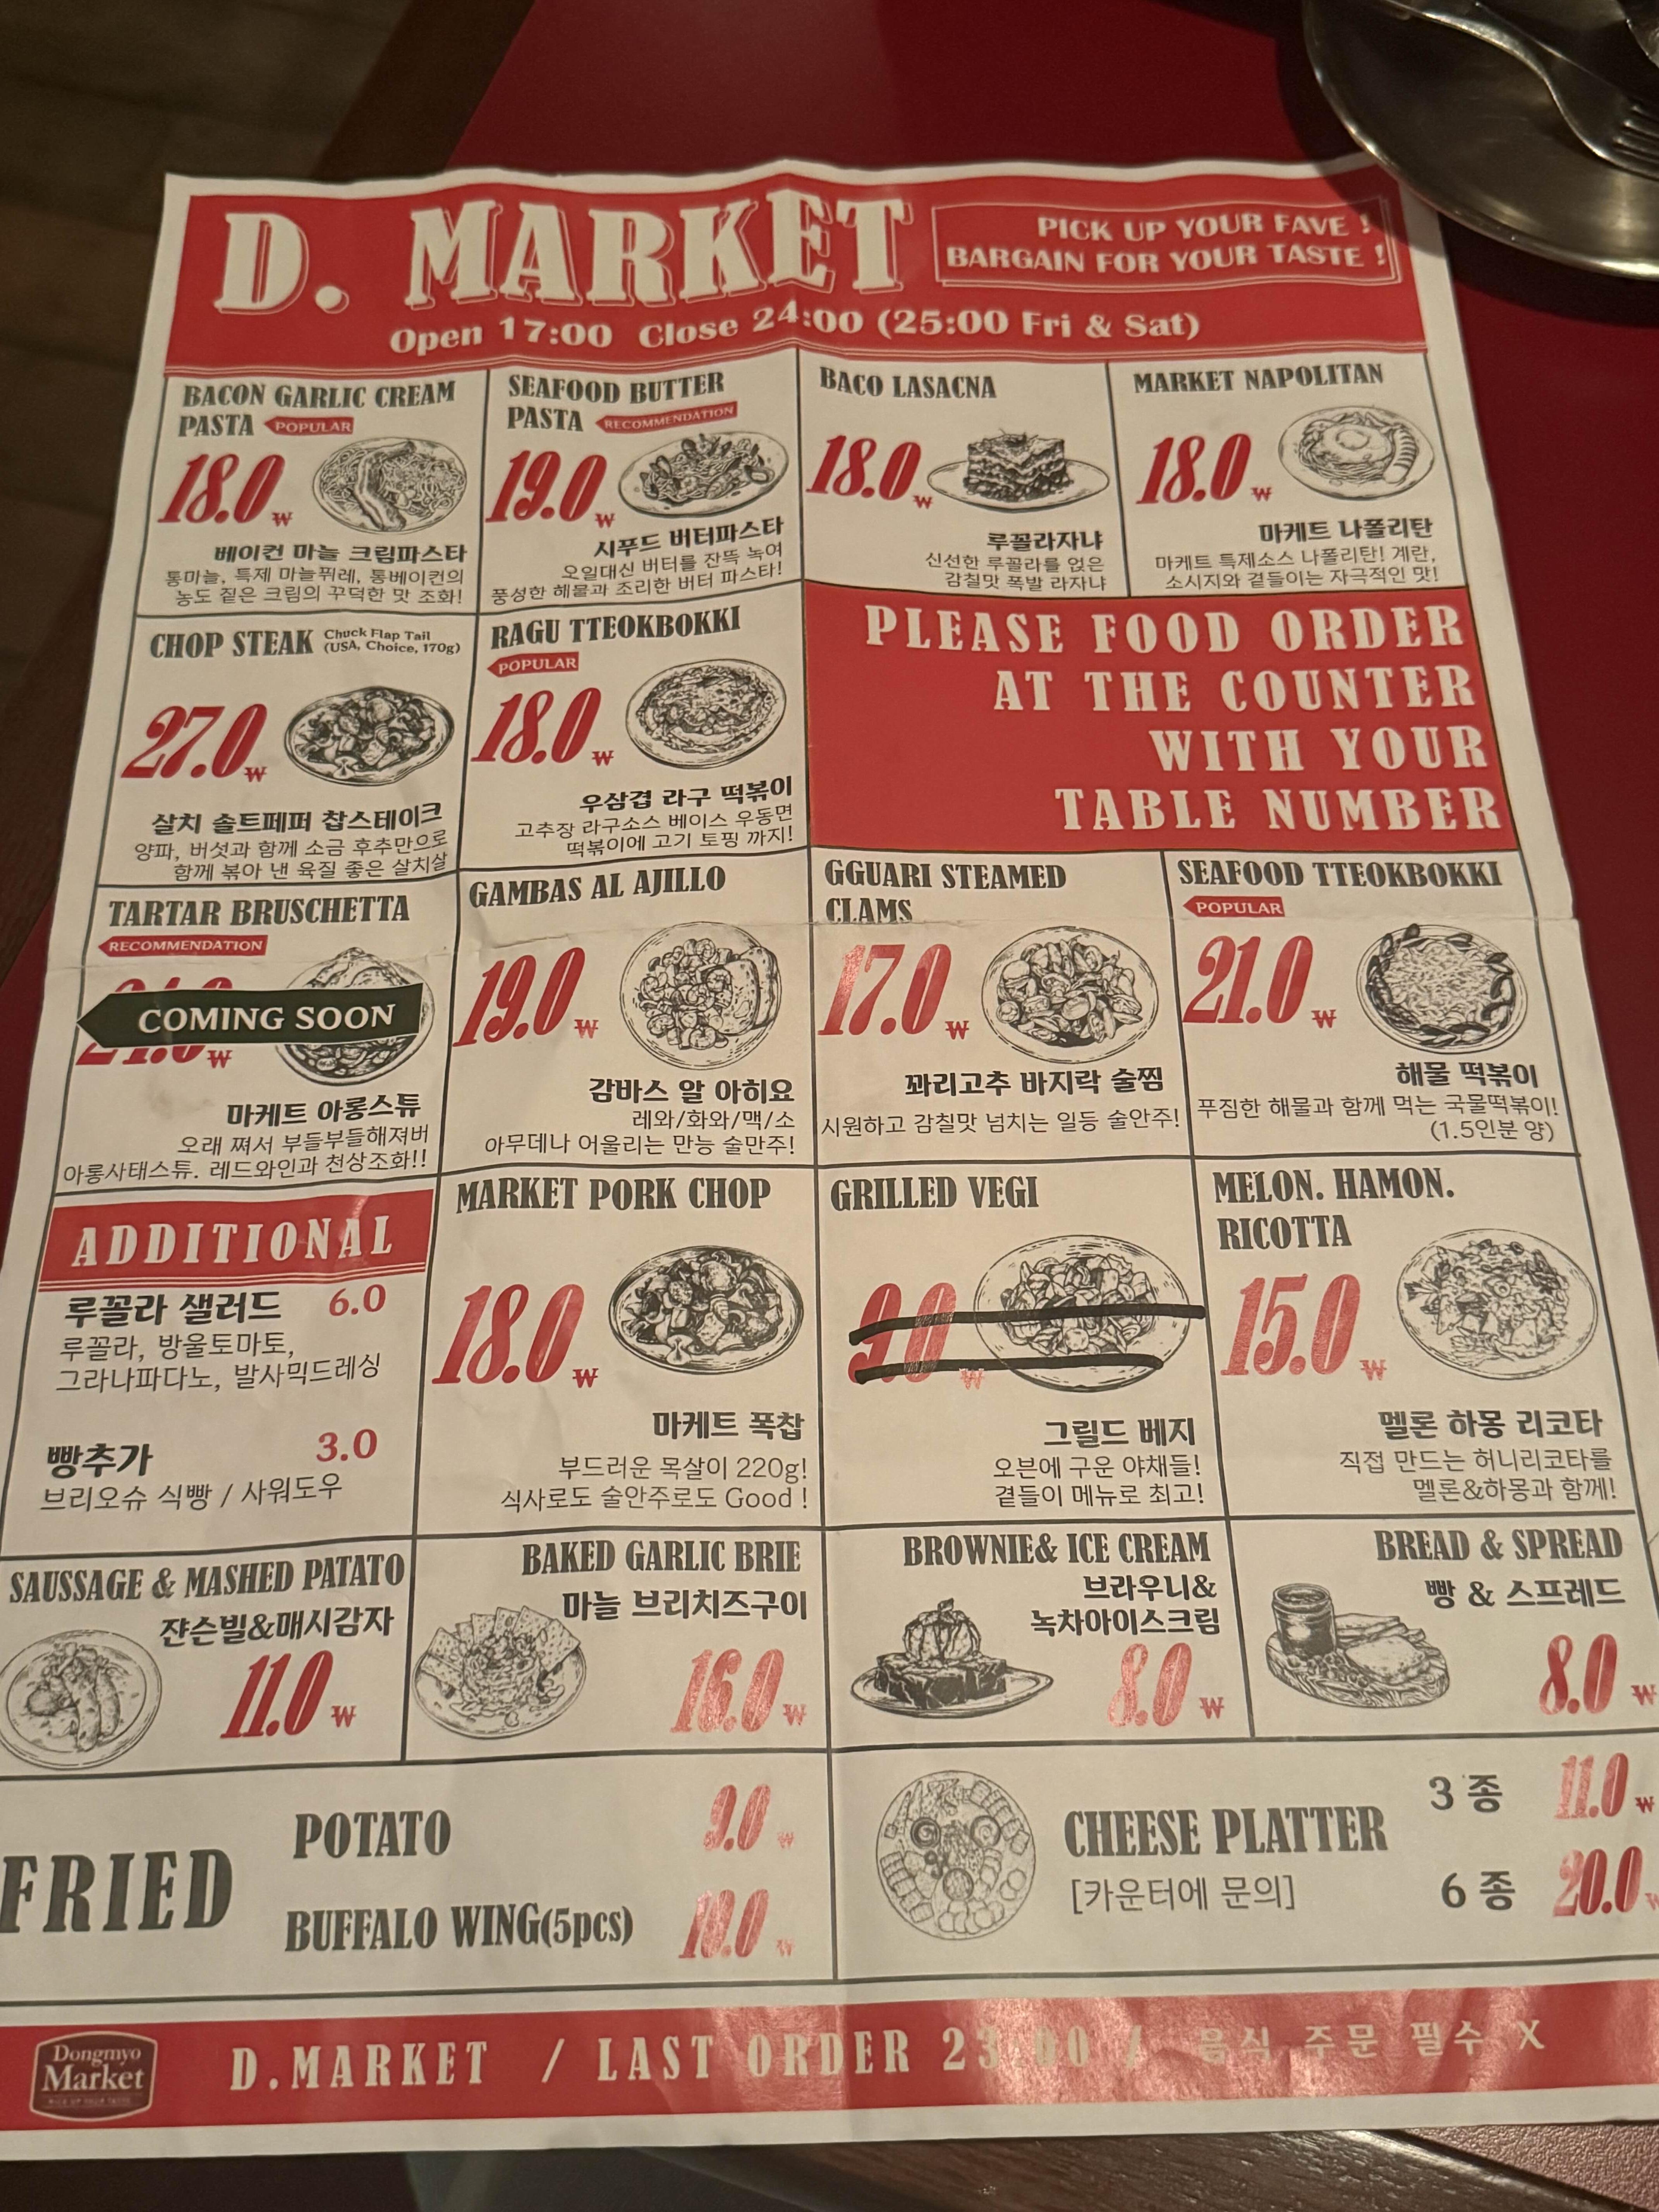 D. MARKET
PICK UP YOUR FAVE !
BARGAIN FOR YOUR TASTE !
Open 17:00 Close 24:00 (25:00 Fri & Sat)
BACON GARLIC CREAM
PASTA POPULAR
18.0 ₩
베이컨 마늘 크림파스타
통마늘, 특제 마늘퓌레, 통베이컨의
농도 짙은 크림의 꾸덕한 맛 조화!
SEAFOOD BUTTER
PASTA RECOMMENDATION
19.0 ₩
시푸드 버터파스타
오일대신 버터를 잔뜩 녹여
풍성한 해물과 조리한 버터 파스타!
BACO LASACNA
18.0 ₩
루꼴라자냐
신선한 루꼴라를 얹은
감칠맛 폭발 라자냐
MARKET NAPOLITAN
18.0 ₩
마케트 나폴리탄
마케트 특제소스 나폴리탄! 계란,
소시지와 곁들이는 자극적인 맛!
CHOP STEAK Chuck Flap Tail
(USA, Choice, 170g)
27.0 ₩
살치 솔트페퍼 찹스테이크
양파, 버섯과 함께 소금 후추만으로
함께 볶아 낸 육질 좋은 살치살
RAGU TTEOKBOKKI
POPULAR
18.0 ₩
우삼겹 라구 떡볶이
고추장 라구소스 베이스 우동면
떡볶이에 고기 토핑 까지!
PLEASE FOOD ORDER
AT THE COUNTER
WITH YOUR
TABLE NUMBER
TARTAR BRUSCHETTA
RECOMMENDATION
COMING SOON
₩
마케트 아롱스튜
오래 쪄서 부들부들해져버
아롱사태스튜. 레드와인과 천상조화!!
GAMBAS AL AJILLO
19.0 ₩
감바스 알 아히요
레와/화와/맥/소
아무데나 어울리는 만능 술만주!
GGUARI STEAMED
CLAMS
17.0 ₩
꽈리고추 바지락 술찜
시원하고 감칠맛 넘치는 일등 술안주!
SEAFOOD TTEOKBOKKI
POPULAR
21.0 ₩
해물 떡볶이
푸짐한 해물과 함께 먹는 국물떡볶이!
(1.5인분 양)
ADDITIONAL
루꼴라 샐러드 6.0
루꼴라, 방울토마토,
그라나파다노, 발사믹드레싱
빵추가 3.0
브리오슈 식빵 / 사워도우
MARKET PORK CHOP
18.0 ₩
마케트 폭찹
부드러운 목살이 220g!
식사로도 술안주로도 Good !
GRILLED VEGI
9.0 ₩
그릴드 베지
오븐에 구운 야채들!
곁들이 메뉴로 최고!
MELON. HAMON.
RICOTTA
15.0 ₩
멜론 하몽 리코타
직접 만드는 허니리코타를
멜론&하몽과 함께!
SAUSSAGE & MASHED PATATO
쟌슨빌&매시감자
11.0 ₩
BAKED GARLIC BRIE
마늘 브리치즈구이
16.0 ₩
BROWNIE& ICE CREAM
브라우니&
녹차아이스크림
8.0 ₩
BREAD & SPREAD
빵 & 스프레드
8.0 ₩
FRIED
POTATO 9.0 ₩
BUFFALO WING(5pcs) 10.0 ₩
CHEESE PLATTER
[카운터에 문의]
3 종 11.0 ₩
6 종 20.0 ₩
Dongmyo
Market
D.MARKET / LAST ORDER 23:00 / 음식 주문 필수 X